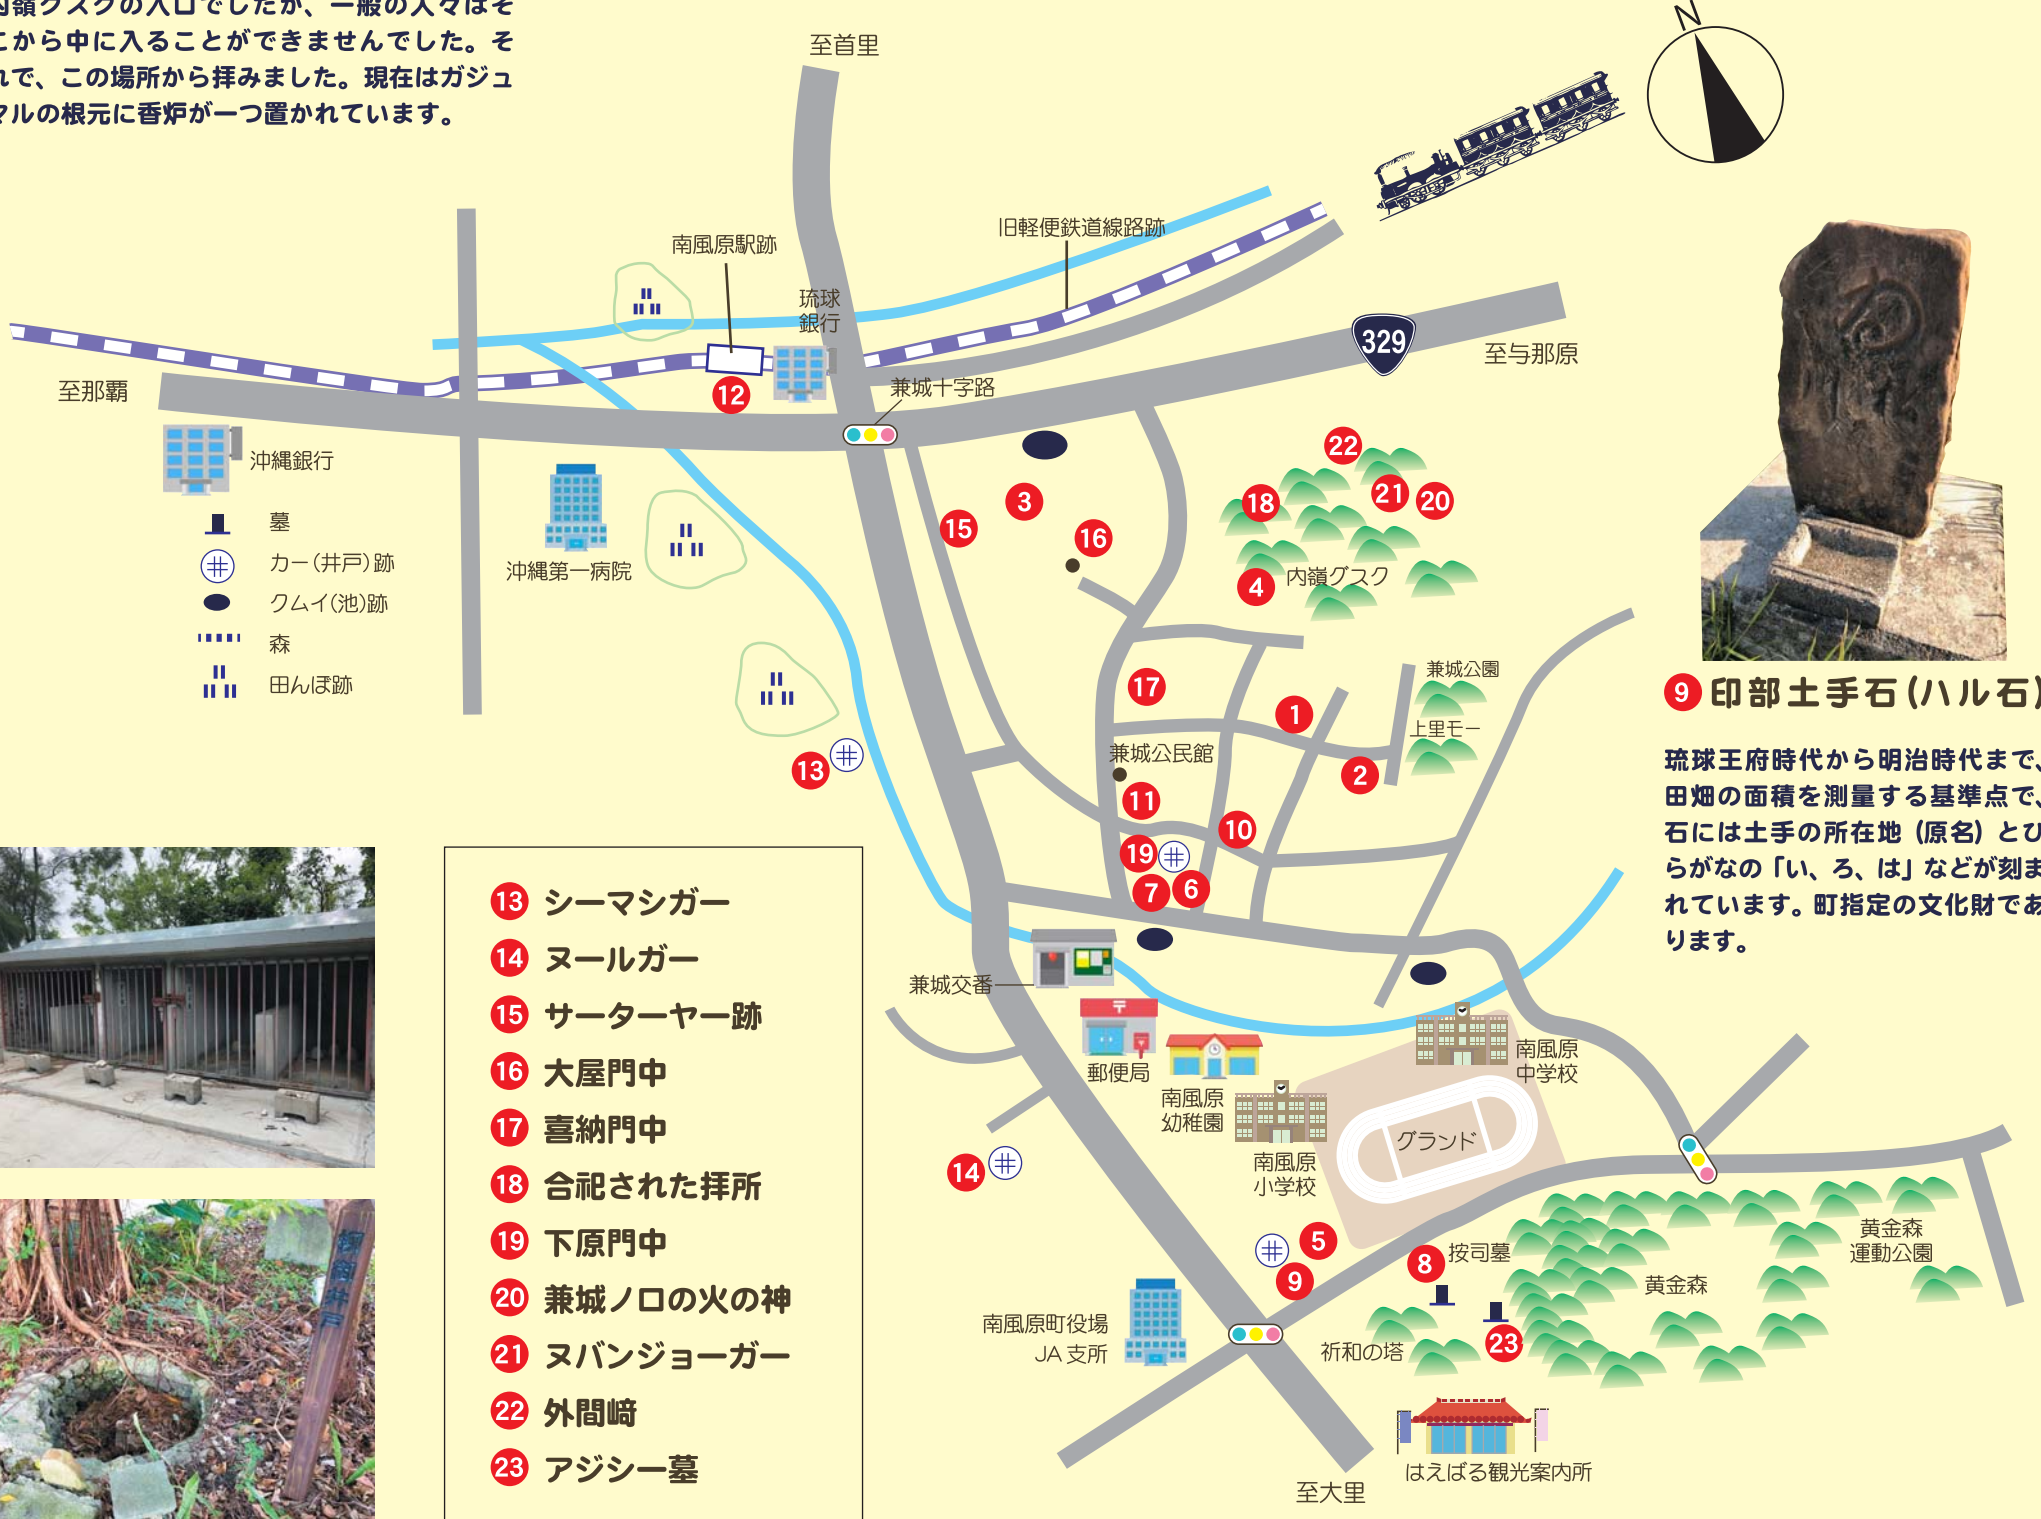 内嶺グスクの入口でしたが、一般の人々はそ
こから中に入ることができませんでした。そ
れで、この場所から拝みました。現在はガジュ
マルの根元に香炉が一つ置かれています。
至首里
N
旧軽便鉄道線路跡
南風原駅跡
琉球
銀行
329
至与那原
至那覇
兼城十字路
12
沖縄銀行
墓
カー(井戸)跡
クムイ(池)跡
森
田んぼ跡
沖縄第一病院
3
15
16
22
18
21
20
4
内嶺グスク
17
1
兼城公園
上里モー
2
兼城公民館
13
11
10
19
7
6
9 印部土手石(ハル石)
琉球王府時代から明治時代まで、
田畑の面積を測量する基準点で、
石には土手の所在地(原名)とひ
らがなの「い、ろ、は」などが刻ま
れています。町指定の文化財であ
ります。
13 シーマシガー
14 ヌールガー
15 サーターヤー跡
16 大屋門中
17 喜納門中
18 合祀された拝所
19 下原門中
20 兼城ノロの火の神
21 ヌバンジョーガー
22 外間﨑
23 アジシー墓
兼城交番
郵便局
南風原
幼稚園
南風原
中学校
グランド
南風原
小学校
14
5
9
8
按司墓
黄金森
黄金森
運動公園
南風原町役場
JA支所
祈和の塔
23
はえばる観光案内所
至大里